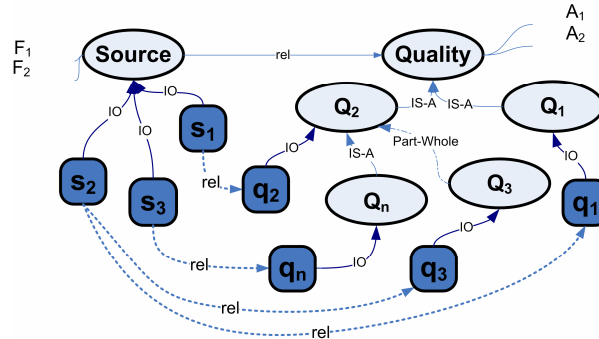 A₁
F₁ Source rel Quality A₂
F₂
IO IO IO s₁ Q₂ IS-A IS-A Q₁
rel IO Part-Whole IO
s₂ s₃ q₂ IS-A Qₙ Q₃ q₁
rel qₙ IO q₃ IO
rel
rel